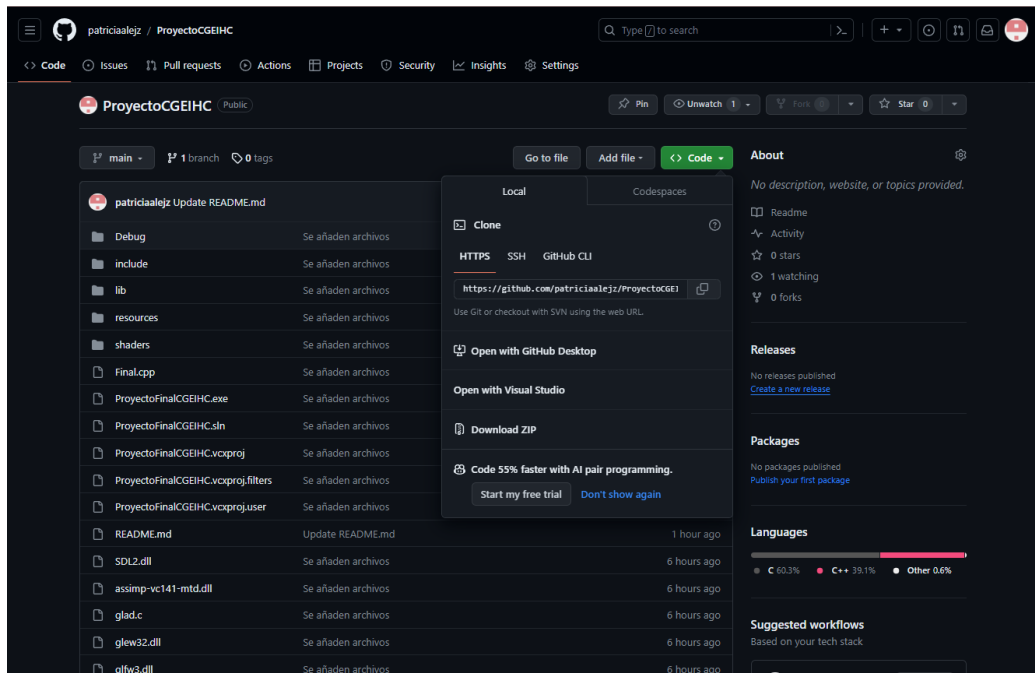 patriciaalejz / ProyectoCGEIHC
Type / to search
Code Issues Pull requests Actions Projects Security Insights Settings
ProyectoCGEIHC Public
Pin Unwatch 1 Fork 0 Star 0
main 1 branch 0 tags
Go to file Add file Code
Local Codespaces
Clone
HTTPS SSH GitHub CLI
https://github.com/patriciaalejz/ProyectoCGEI
Use Git or checkout with SVN using the web URL.
Open with GitHub Desktop
Open with Visual Studio
Download ZIP
Code 55% faster with AI pair programming.
Start my free trial Don't show again
patriciaalejz Update README.md
Debug Se añaden archivos
include Se añaden archivos
lib Se añaden archivos
resources Se añaden archivos
shaders Se añaden archivos
Final.cpp Se añaden archivos
ProyectoFinalCGEIHC.exe Se añaden archivos
ProyectoFinalCGEIHC.sln Se añaden archivos
ProyectoFinalCGEIHC.vcxproj Se añaden archivos
ProyectoFinalCGEIHC.vcxproj.filters Se añaden archivos
ProyectoFinalCGEIHC.vcxproj.user Se añaden archivos
README.md Update README.md 1 hour ago
SDL2.dll Se añaden archivos 6 hours ago
assimp-vc141-mtd.dll Se añaden archivos 6 hours ago
glad.c Se añaden archivos 6 hours ago
glew32.dll Se añaden archivos 6 hours ago
glfw3.dll Se añaden archivos 6 hours ago
About
No description, website, or topics provided.
Readme
Activity
0 stars
1 watching
0 forks
Releases
No releases published
Create a new release
Packages
No packages published
Publish your first package
Languages
C 60.3% C++ 39.1% Other 0.6%
Suggested workflows
Based on your tech stack